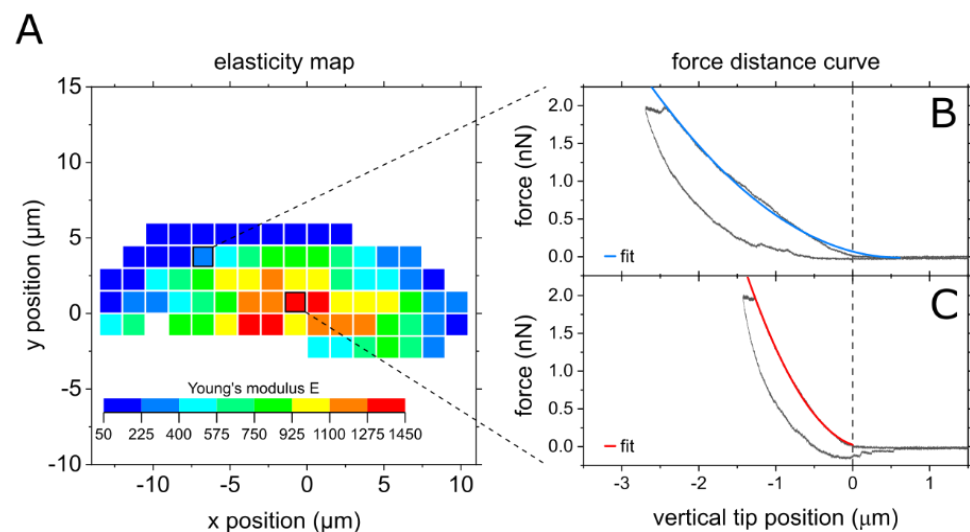 A
elasticity map
15
10
5
0
-5
-10
y position (µm)
-10 -5 0 5 10
x position (µm)
Young's modulus E
50 225 400 575 750 925 1100 1275 1450
force distance curve
B
2.0
1.5
1.0
0.5
0.0
force (nN)
fit
C
2.0
1.5
1.0
0.5
0.0
force (nN)
fit
-3 -2 -1 0 1
vertical tip position (µm)